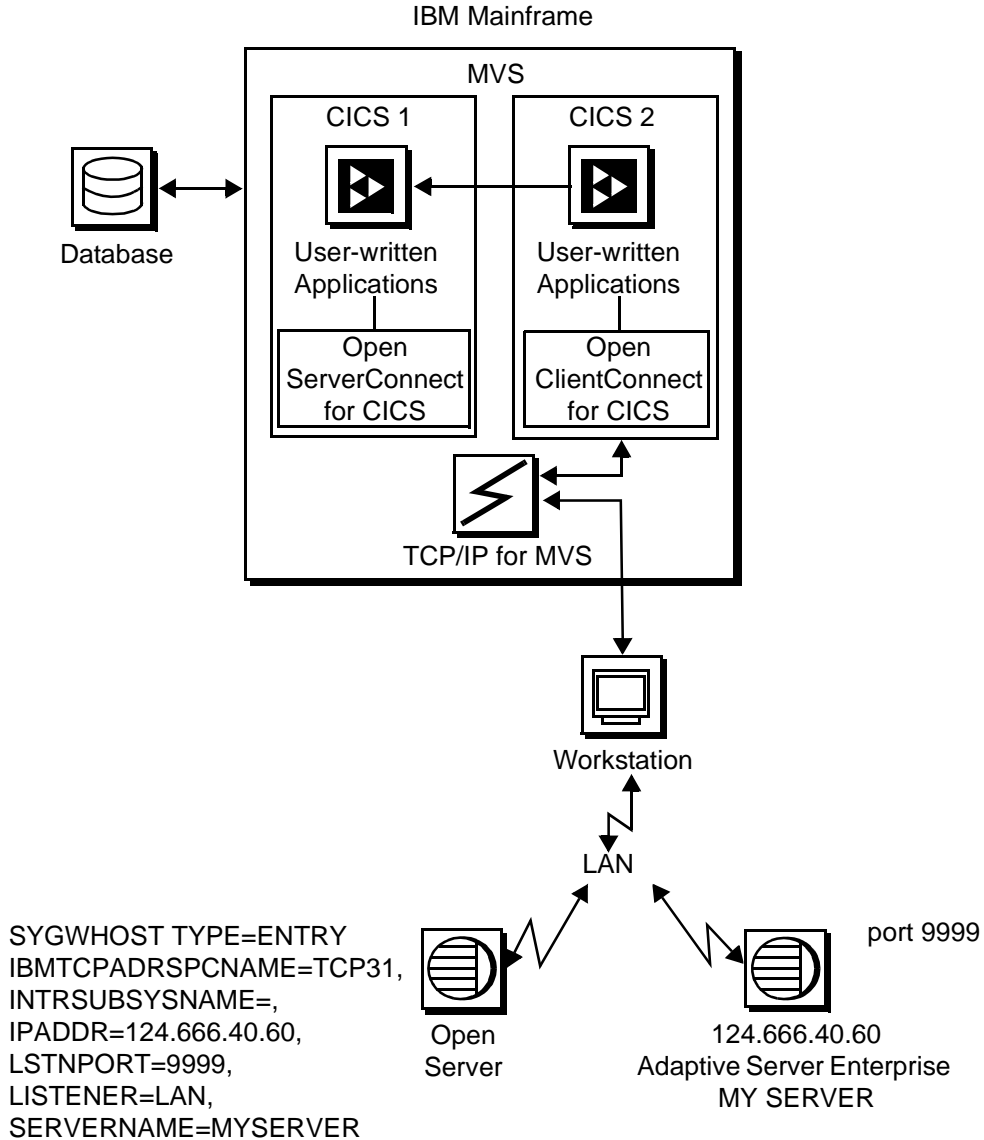 IBM Mainframe
MVS
CICS 1
CICS 2
Database
User-written
Applications
User-written
Applications
Open
ServerConnect
for CICS
Open
ClientConnect
for CICS
TCP/IP for MVS
Workstation
LAN
SYGWHOST TYPE=ENTRY
IBMTCPADRSPCNAME=TCP31,
INTRSUBSYSNAME=,
IPADDR=124.666.40.60,
LSTNPORT=9999,
LISTENER=LAN,
SERVERNAME=MYSERVER
Open
Server
port 9999
124.666.40.60
Adaptive Server Enterprise
MY SERVER